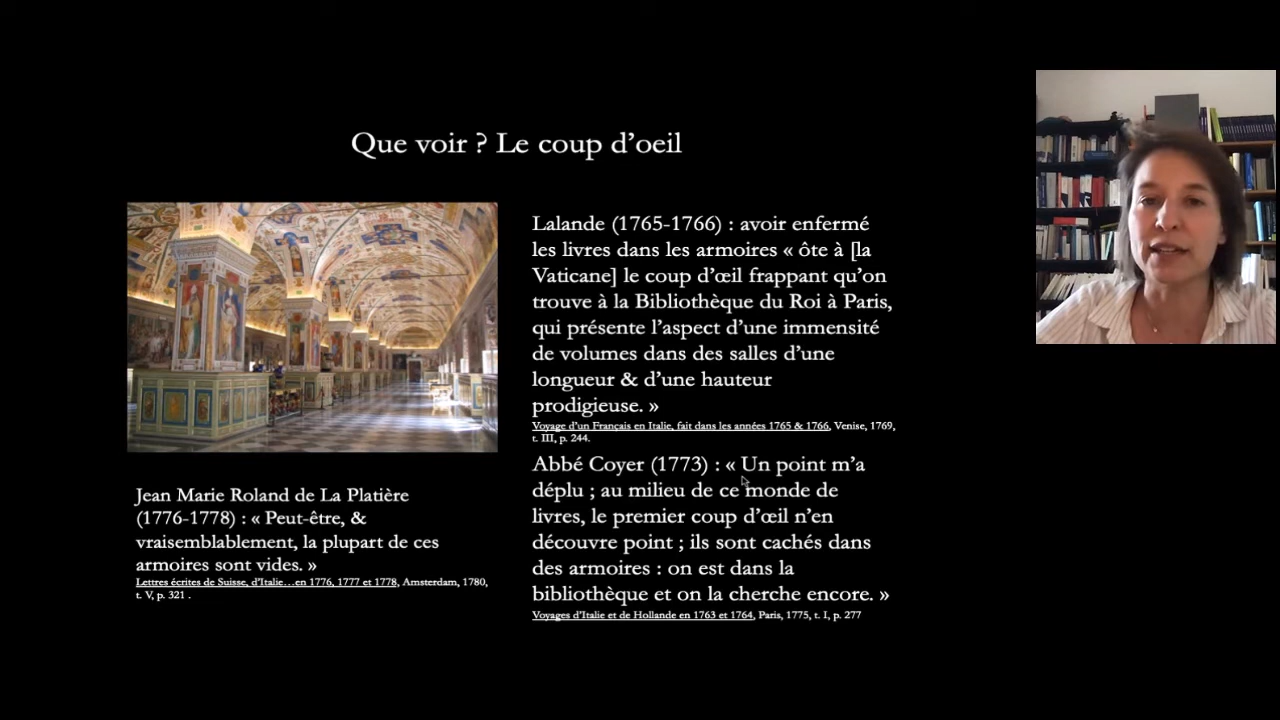 Que voir ? Le coup d'oeil
Lalande (1765-1766) : avoir enfermé
les livres dans les armoires « ôte à [la
Vaticane] le coup d'œil frappant qu'on
trouve à la Bibliothèque du Roi à Paris,
qui présente l'aspect d'une immensité
de volumes dans des salles d'une
longueur & d'une hauteur
prodigieuse. »
Voyage d'un Français en Italie, fait dans les années 1765 & 1766, Venise, 1769,
t. III, p. 244.
Abbé Coyer (1773) : « Un point m'a
déplu ; au milieu de ce monde de
livres, le premier coup d'œil n'en
découvre point ; ils sont cachés dans
des armoires : on est dans la
bibliothèque et on la cherche encore. »
Voyages d'Italie et de Hollande en 1763 et 1764, Paris, 1775, t. I, p. 277
Jean Marie Roland de La Platière
(1776-1778) : « Peut-être, &
vraisemblablement, la plupart de ces
armoires sont vides. »
Lettres écrites de Suisse, d'Italie…en 1776, 1777 et 1778, Amsterdam, 1780,
t. V, p. 321 .